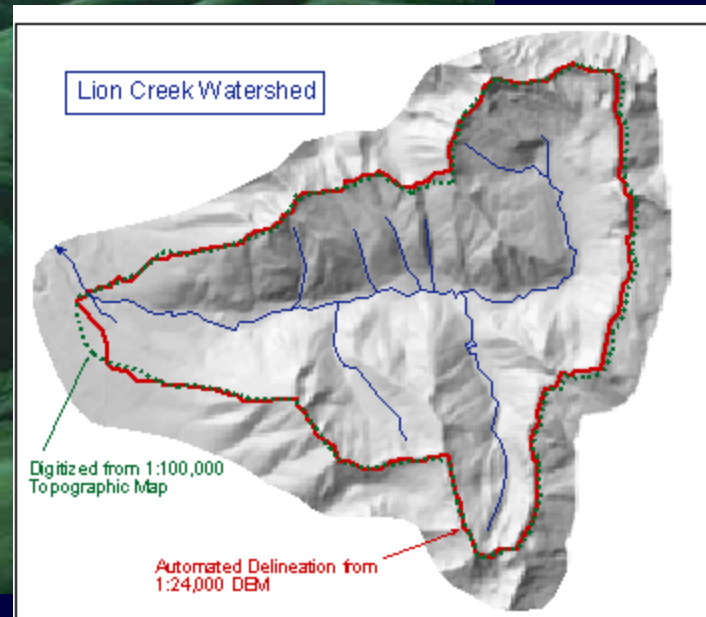 Lion Creek Watershed
Digitized from 1:100,000
Topographic Map
Automated Delineation from
1:24,000 DEM